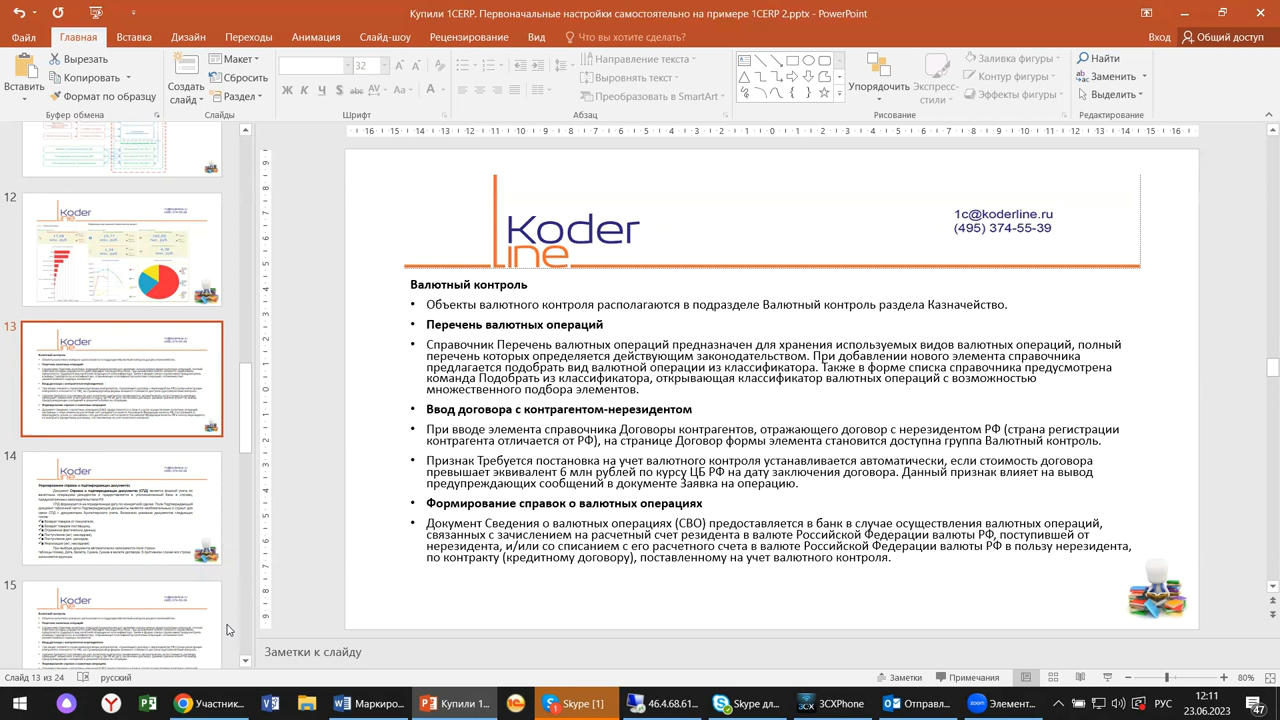 Купили 1CERP. Внедряем самостоятельно. Экономим 1CERP 2.pptx - PowerPoint
Файл
Главная
Вставка
Дизайн
Переходы
Анимация
Слайд-шоу
Рецензирование
Вид
Что вы хотите сделать?
Вход
Общий доступ
Вставить
Вырезать
Копировать
Формат по образцу
Буфер обмена
Создать слайд
Макет
Сбросить
Раздел
Слайды
32
Шрифт
Направление текста
Выровнять текст
Преобразовать в SmartArt
Абзац
Упорядочить
Экспресс-стили
Заливка фигуры
Контур фигуры
Эффекты фигуры
Рисование
Найти
Заменить
Выделить
Редактирование
12
13
14
15
Koder
line
1c@koderline.ru
(495) 374-55-39
Валютный контроль
• Объекты валютного контроля располагаются в подразделе Валютный контроль раздела Казначейство.
• Перечень валютных операций
• Справочник Перечень валютных операций предназначен для хранения используемых видов валютных операций, полный
перечень которых определяется действующим законодательством. При добавлении нового элемента справочника
предлагается подобрать валютные операции из классификатора. Также в форме списка справочника предусмотрена
команда подбора из классификатора, открывающая перечень видов валютных операций с возможностью
множественного подбора элементов.
• Ввод договора с контрагентом-нерезидентом
• При вводе элемента справочника Договоры контрагентов, отражающего договор с нерезидентом РФ (страна регистрации
контрагента отличается от РФ), на странице Договор формы элемента становится доступна группа Валютный контроль.
• Признак Требуется постановка на учет валютного контроля устанавливается автоматически, если стоимость договора
превышает эквивалент 6 млн рублей по курсу ЦБ РФ на дату заключения договора. Данный признак влияет на вывод
предупреждающих сообщений в документе Заявка на операцию.
• Формирование справок о валютных операциях
• Документ Сведения о валютных операциях (СВО) предоставляется в банк в случае осуществления валютных операций,
связанных с зачислением на расчетный счет резидента в банке Российской Федерации валюты РФ, поступившей от
нерезидента, или списанием с его расчетного счета в банке Российской Федерации валюты РФ в пользу нерезидента,
по контракту (кредитному договору), поставленному на учет валютного контроля.
Заметки к слайду
Слайд 13 из 24
русский
Заметки
Примечания
80%
Участник...
Маркиро...
Купили 1...
Skype [1]
46.4.68.61...
Skype дл...
3CXPhone
Отправл...
Элемент...
РУС
12:11
23.06.2023